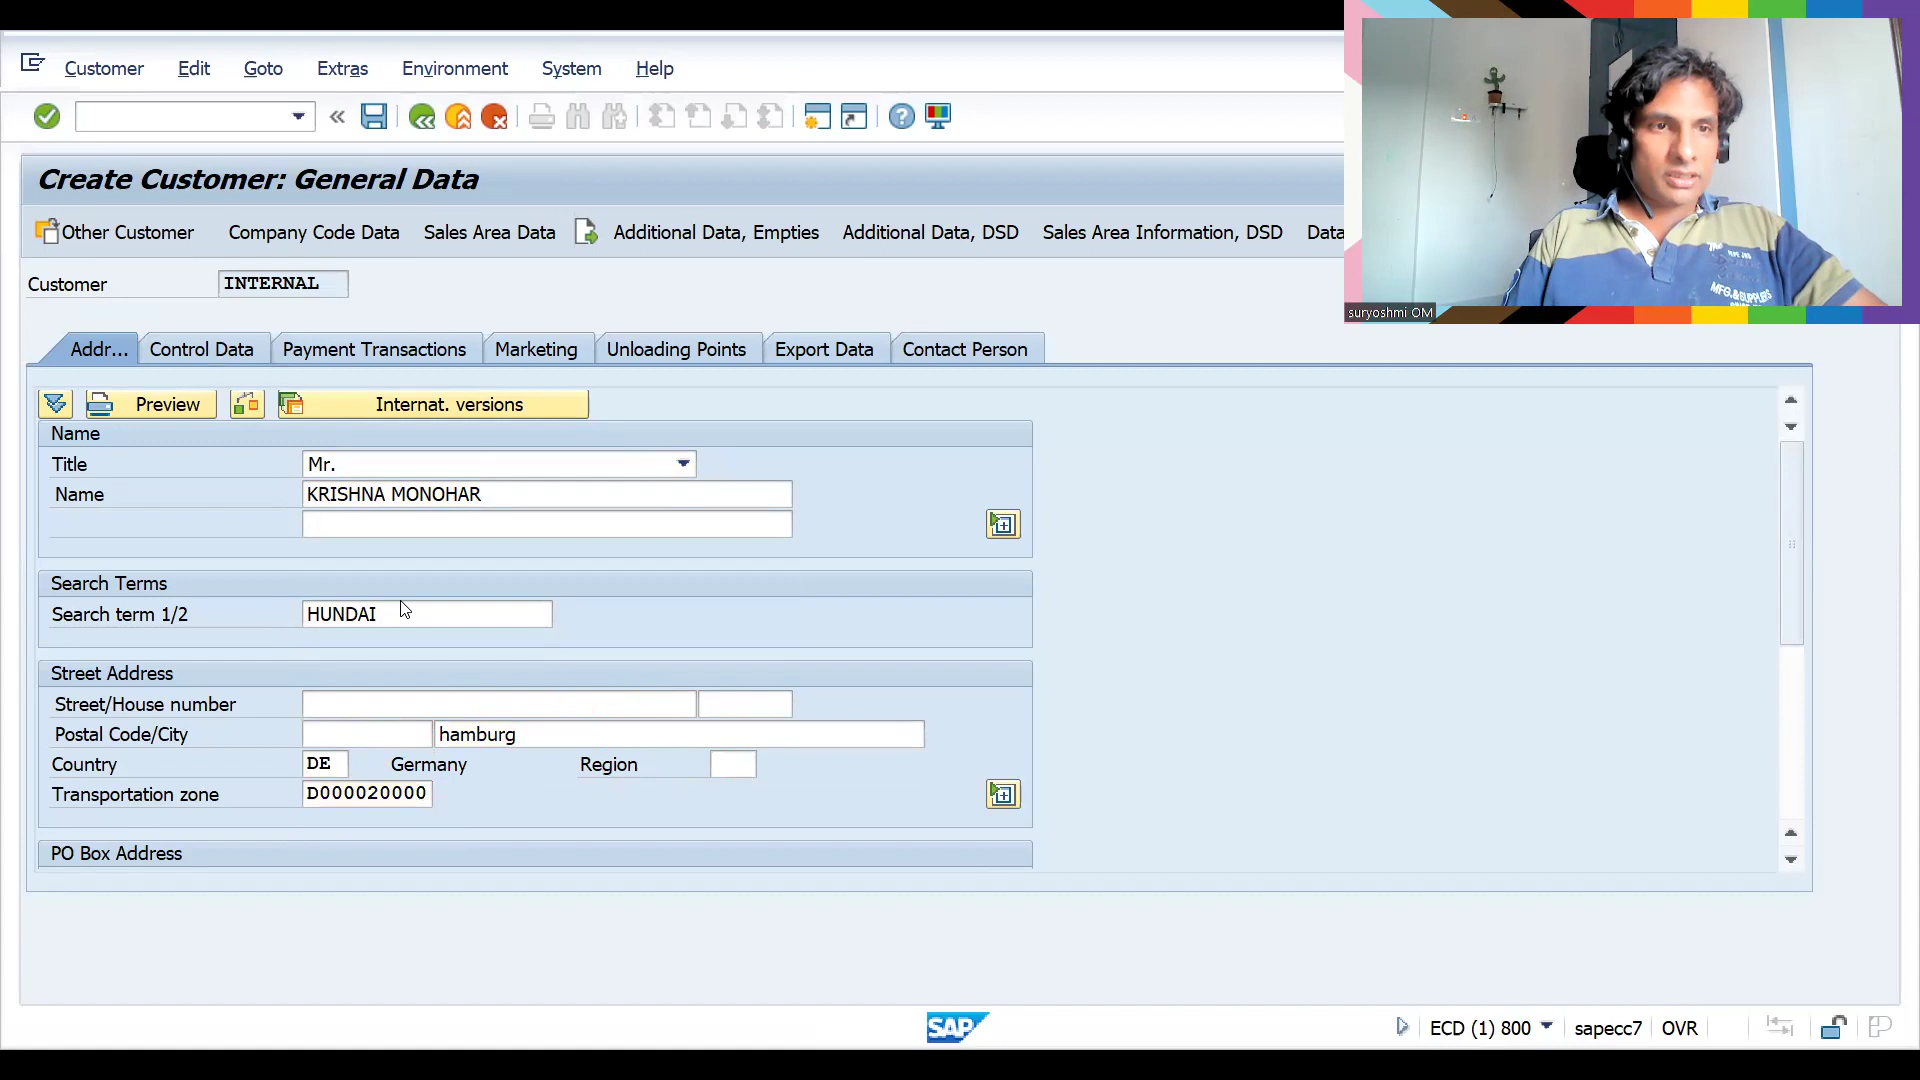 Customer Edit Goto Extras Environment System Help
Create Customer: General Data
Other Customer Company Code Data Sales Area Data Additional Data, Empties Additional Data, DSD Sales Area Information, DSD Data
Customer INTERNAL
Addr... Control Data Payment Transactions Marketing Unloading Points Export Data Contact Person
Preview Internat. versions
Name
Title Mr.
Name KRISHNA MONOHAR
Search Terms
Search term 1/2 HUNDAI
Street Address
Street/House number
Postal Code/City hamburg
Country DE Germany Region
Transportation zone D000020000
PO Box Address
SAP ECD (1) 800 sapecc7 OVR
suryoshmi OM
MFG.& SUPPLIERS